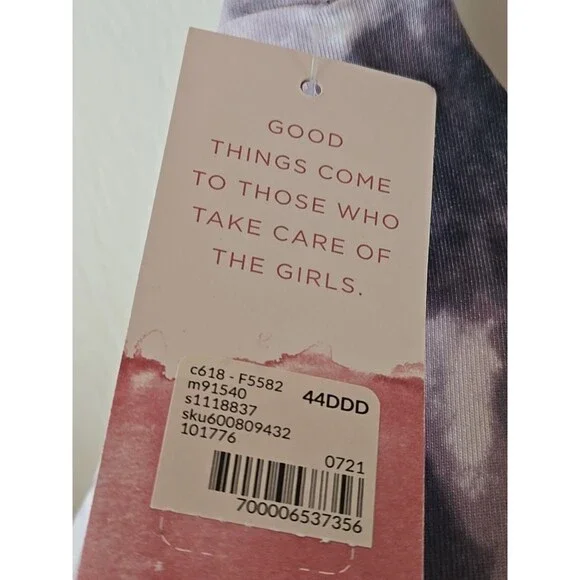 GOOD
THINGS COME
TO THOSE WHO
TAKE CARE OF
THE GIRLS.
c618 - F5582
m91540
44DDD
s1118837
sku600809432
101776
0721
700006537356